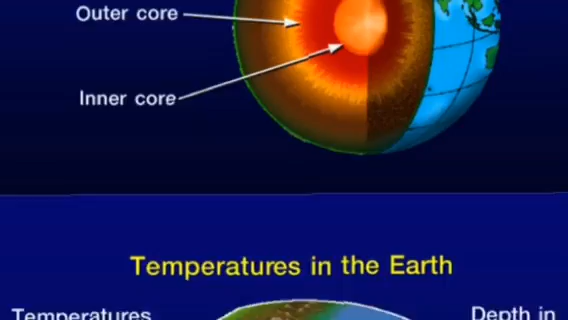 Outer core
Inner core
Temperatures in the Earth
Temperatures
Depth in